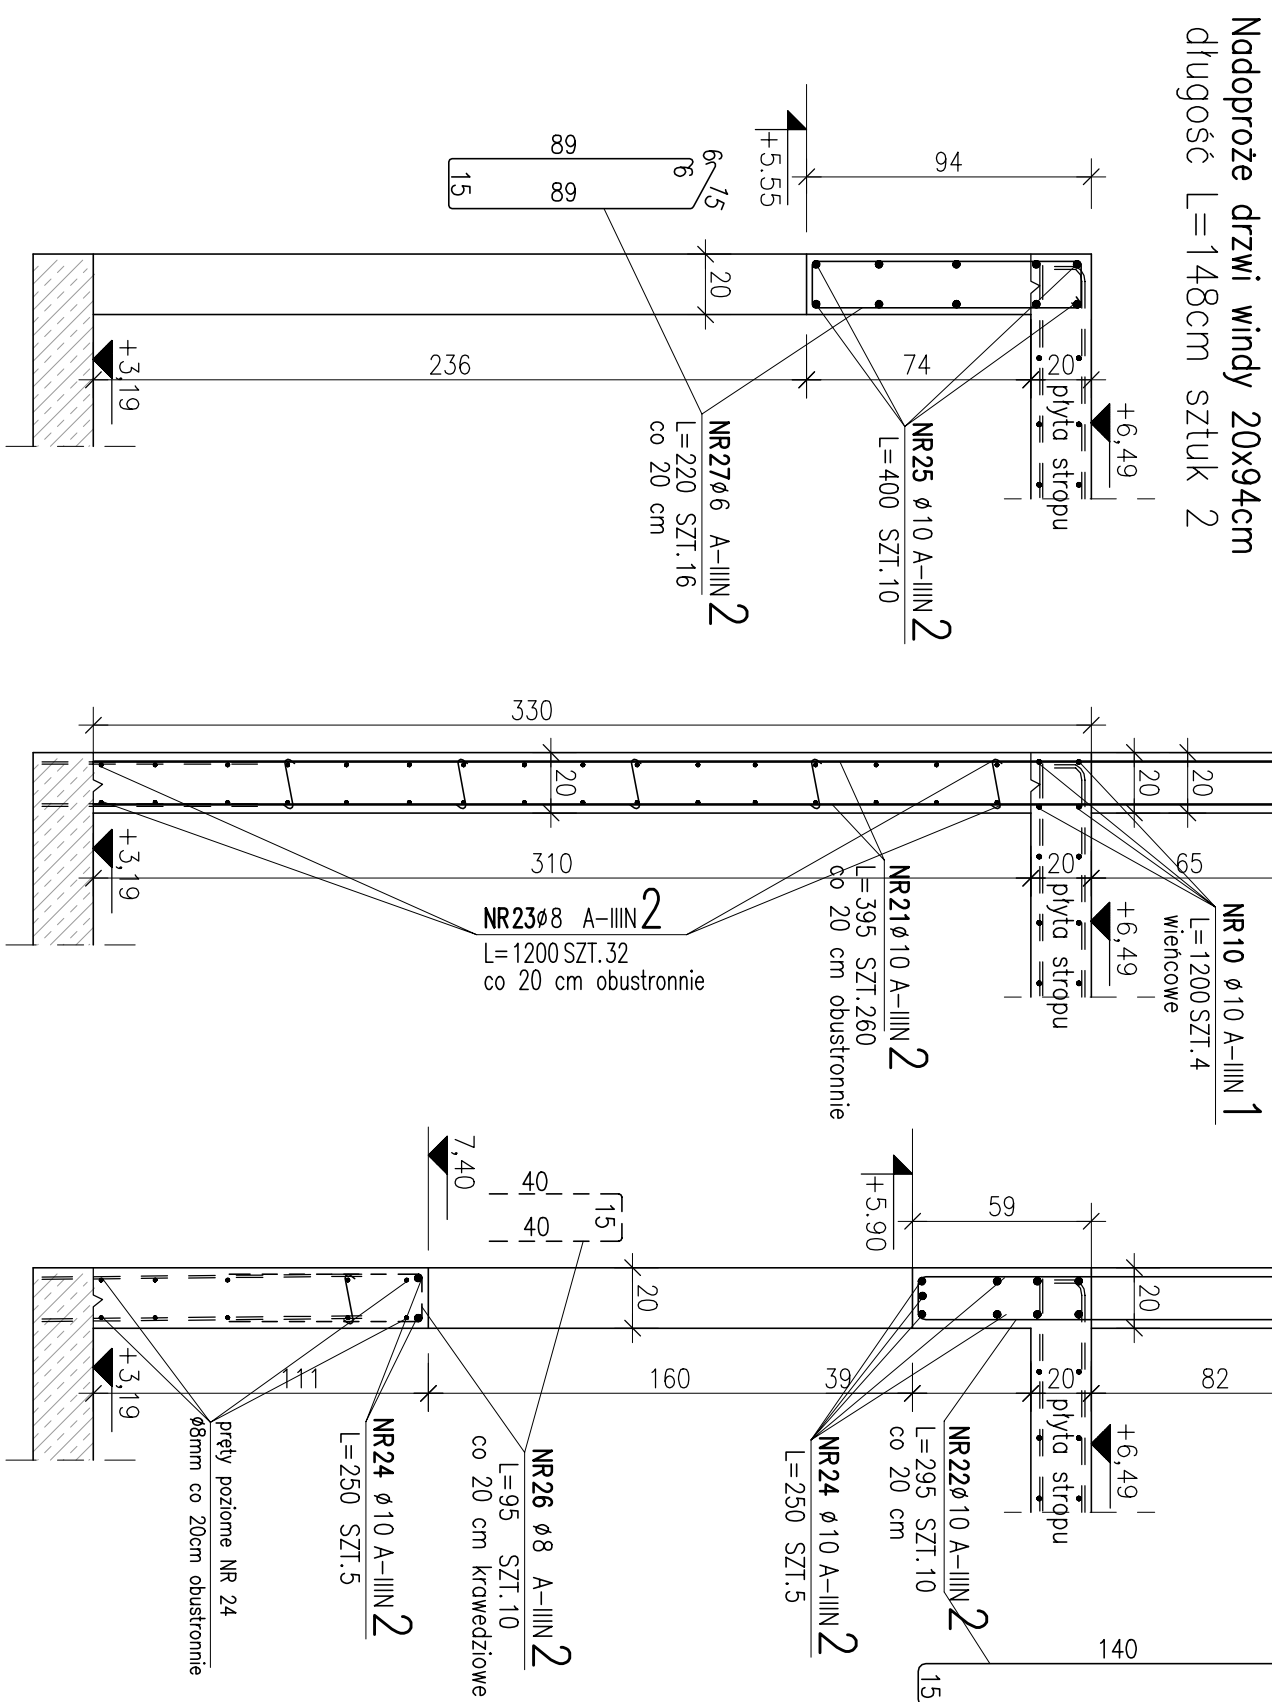 Nadoproże drzwi windy 20x94cm
długość L=148cm sztuk 2
89
89
15
6
6
15
+5.55
94
20
236
74
20
płyta stropu
+3,19
+6,49
NR27ø6 A-IIIN 2
L=220 SZT.16
co 20 cm
NR25 ø10 A-IIIN 2
L=400 SZT.10
330
20
20
20
310
20
65
płyta stropu
+3,19
+6,49
NR23ø8 A-IIIN 2
L=1200 SZT.32
co 20 cm obustronnie
NR21ø10 A-IIIN 2
L=395 SZT.260
co 20 cm obustronnie
NR10 ø10 A-IIIN 1
L=1200 SZT.4
wieńcowe
7,40
40
40
15
+5.90
59
20
20
111
160
39
20
82
płyta stropu
+3,19
+6,49
pręty poziome NR 24
ø8mm co 20cm obustronnie
NR24 ø10 A-IIIN 2
L=250 SZT.5
NR26 ø8 A-IIIN 2
L=95 SZT.10
co 20 cm krawedziowe
NR24 ø10 A-IIIN 2
L=250 SZT.5
NR22ø10 A-IIIN 2
L=295 SZT.10
co 20 cm
140
15